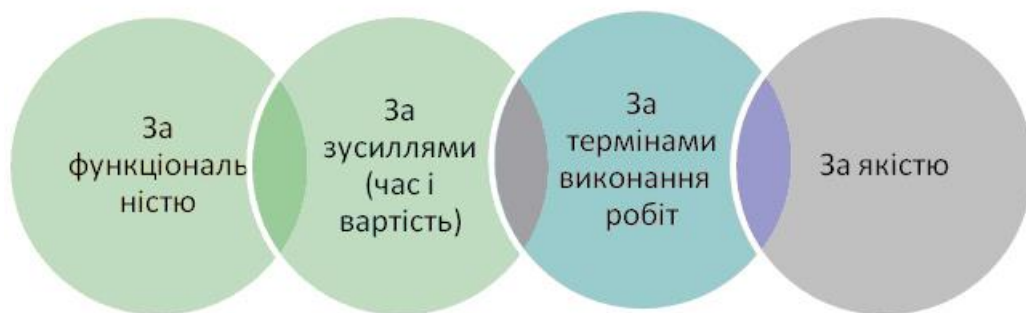 За
функціональ
ністю
За
зусиллями
(час і
вартість)
За
термінами
виконання
робіт
За якістю